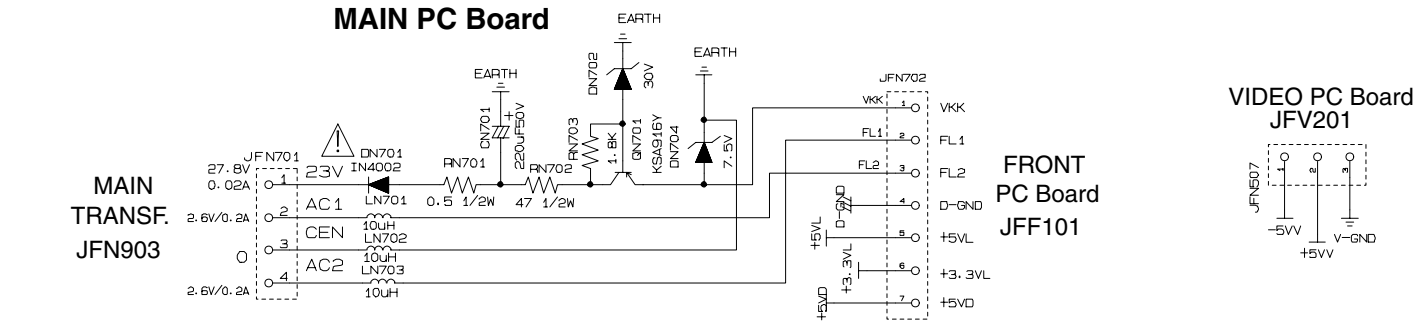 MAIN PC Board
EARTH
DN702
30V
EARTH
EARTH
CN701
+
220uF50V
RN703
1.8K
QN701
KSA916Y
DN704
7.5V
JFN702
VKK
1
VKK
FL1
2
FL1
FL2
3
FL2
D-GND
4
D-GND
+5VL
5
+5VL
+3.3VL
6
+3.3VL
+5VD
7
+5VD
FRONT
PC Board
JFF101
MAIN
TRANSF.
JFN903
JFN701
27.8V
0.02A
1
23V
!
DN701
IN4002
RN701
0.5 1/2W
RN702
47 1/2W
2.6V/0.2A
2
AC1
LN701
10uH
0
3
CEN
LN702
10uH
2.6V/0.2A
4
AC2
LN703
10uH
VIDEO PC Board
JFV201
JFN507
1
2
3
-5VV
+5VV
V-GND